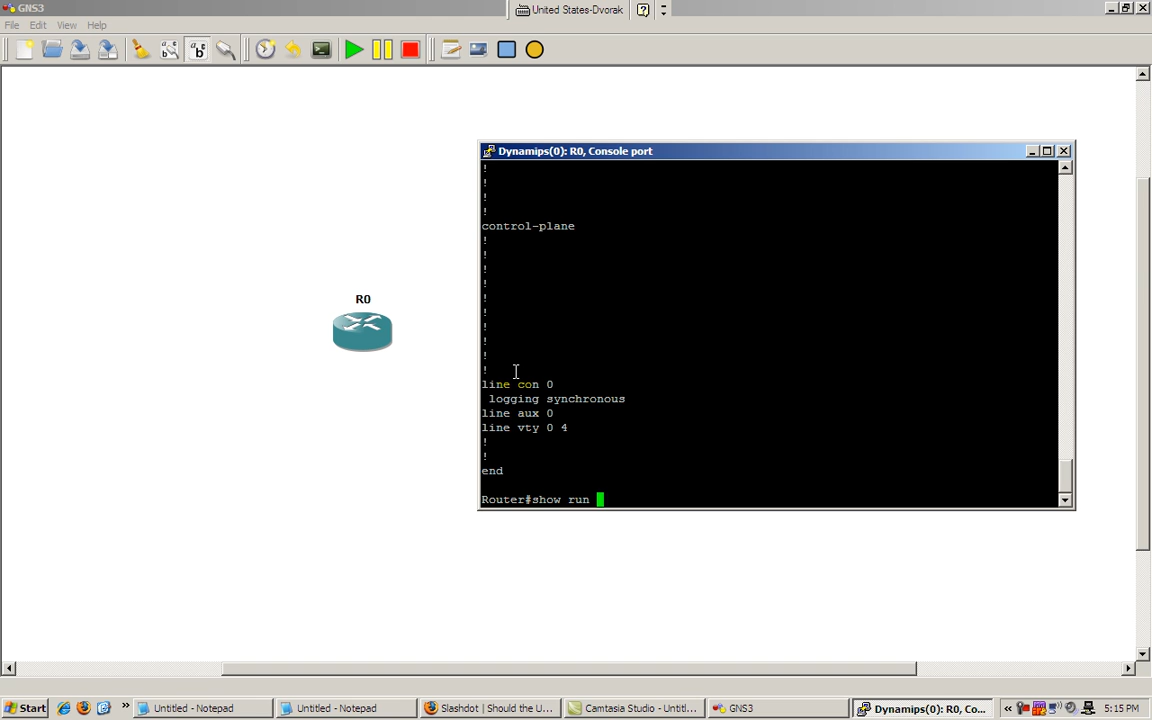 GNS3
United States-Dvorak
File Edit View Help
Dynamips(0): R0, Console port
!
!
!
!
control-plane
!
!
!
!
!
!
!
!
!
!
line con 0
logging synchronous
line aux 0
line vty 0 4
!
!
end
Router#show run
R0
Start
Untitled - Notepad
Untitled - Notepad
Slashdot | Should the U...
Camtasia Studio - Untitl...
GNS3
Dynamips(0): R0, Co...
5:15 PM